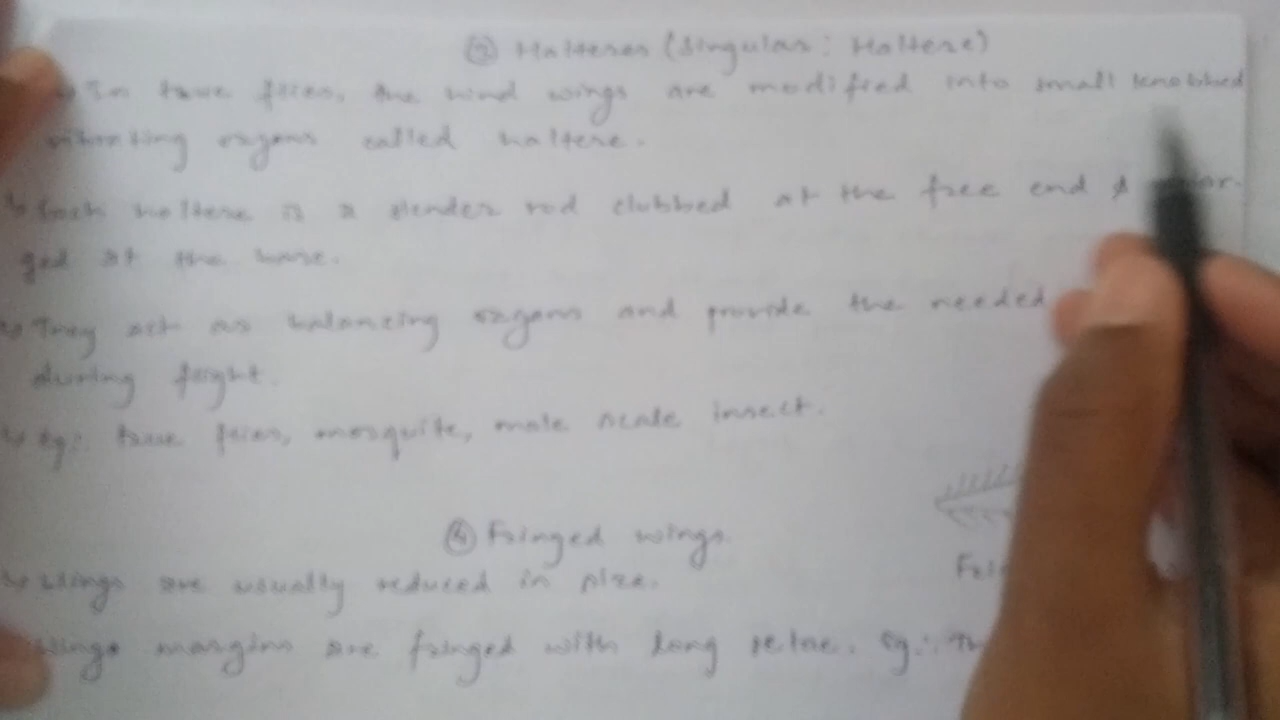 ③ Halteres (Singular: Haltere)
In true flies, the hind wings are modified into small knobbed
vibrating organs called haltere.
Each haltere is a slender rod clubbed at the free end &
ged at the base.
They act as balancing organs and provide the needed
during flight.
Eg: true flies, mosquito, male scale insect.
④ Fringed wings.
Wings are usually reduced in size.
Wings margins are fringed with long setae. Eg: